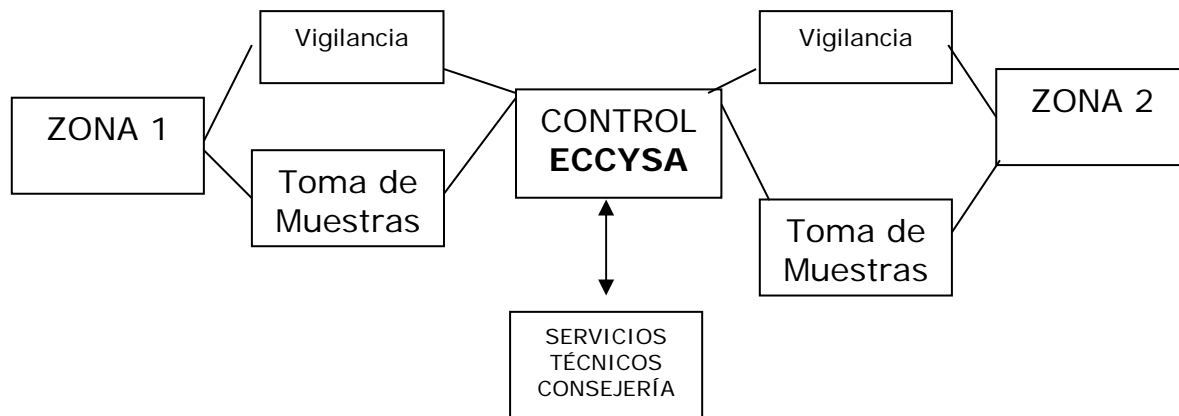 Vigilancia
Vigilancia
ZONA 1
CONTROL
ECCYSA
ZONA 2
Toma de
Muestras
Toma de
Muestras
SERVICIOS
TÉCNICOS
CONSEJERÍA